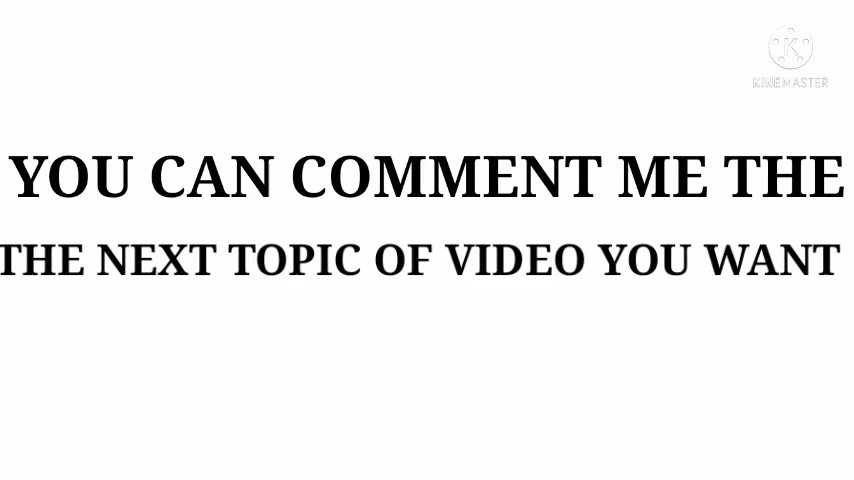 KINEMASTER
YOU CAN COMMENT ME THE
THE NEXT TOPIC OF VIDEO YOU WANT